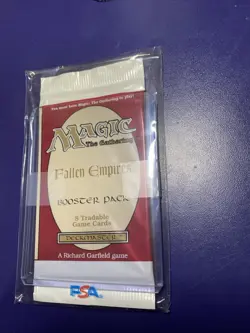 You must own Magic: The Gathering to play!
MAGIC
The Gathering
Fallen Empires
BOOSTER PACK
8 Tradable
Game Cards
DECKMASTER
A Richard Garfield game
PSA